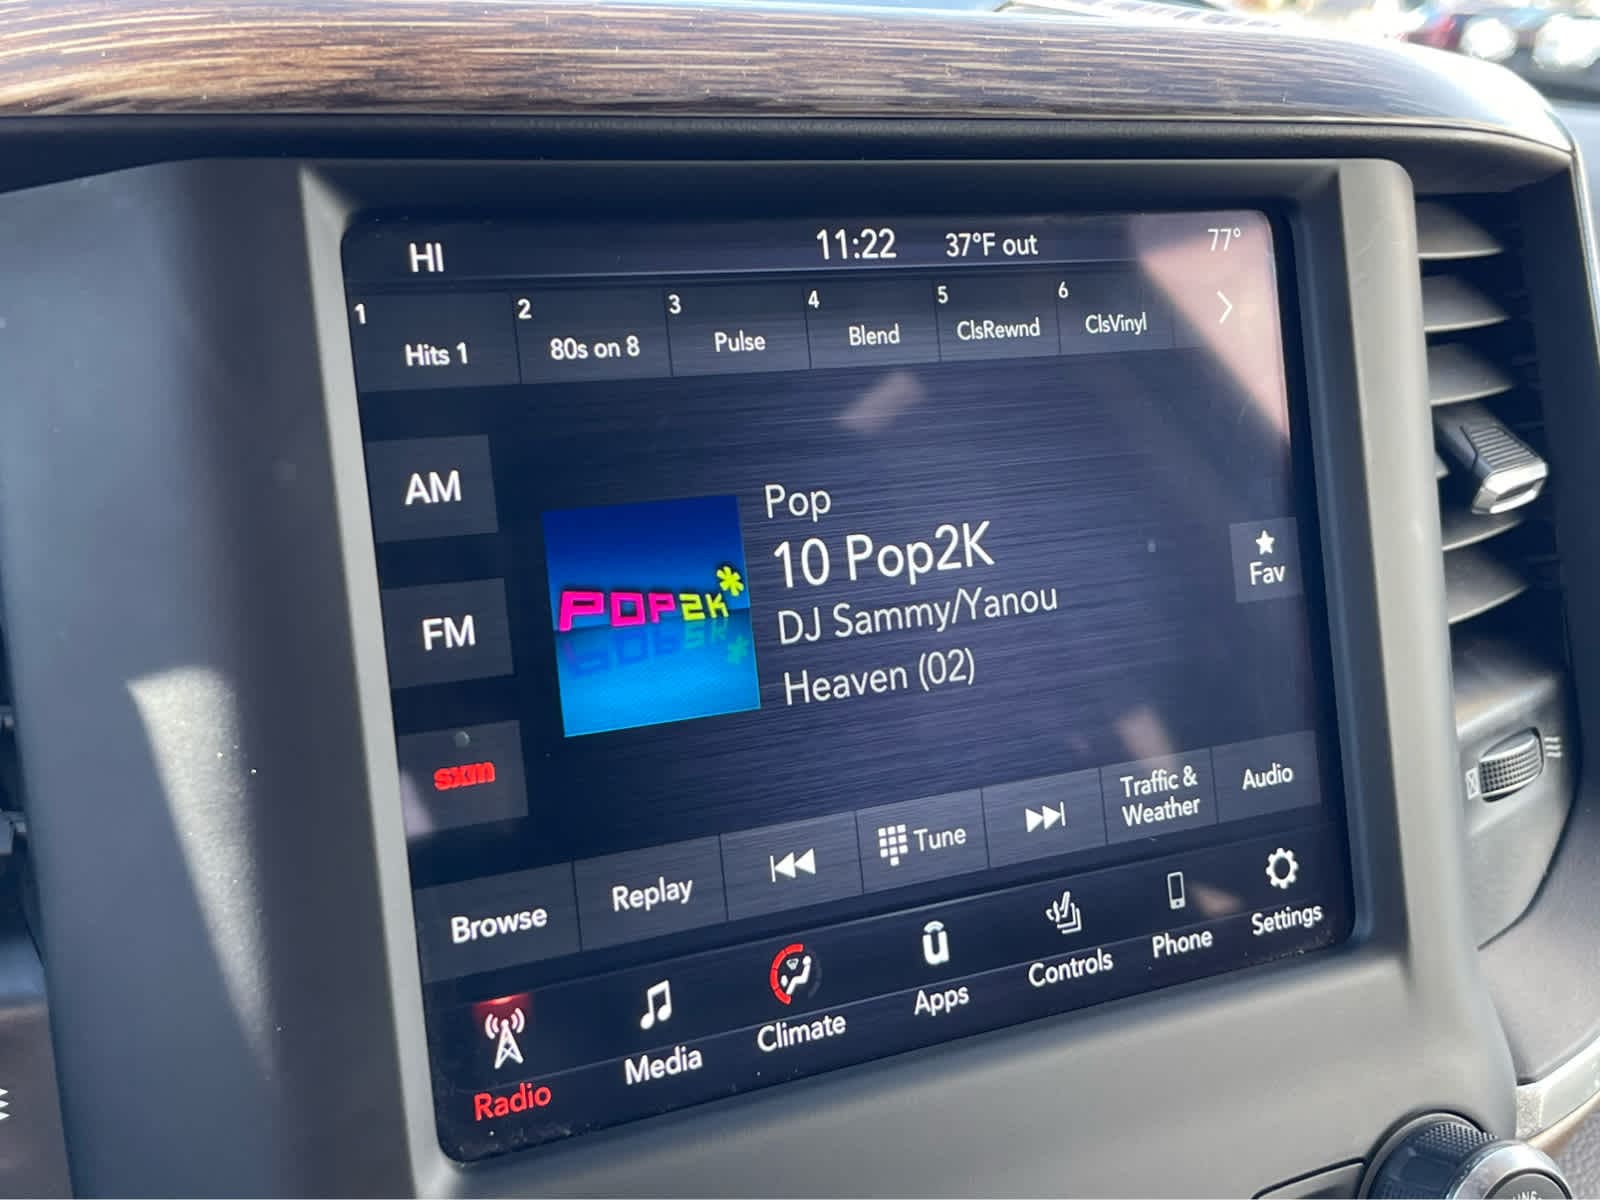 HI 11:22 37°F out 77°
1 Hits 1 2 80s on 8 3 Pulse 4 Blend 5 ClsRewnd 6 ClsVinyl
AM
FM
sxm
POP2K*
Pop
10 Pop2K
DJ Sammy/Yanou
Heaven (02)
Fav
Browse Replay Tune Traffic & Weather Audio
Radio Media Climate Apps Controls Phone Settings